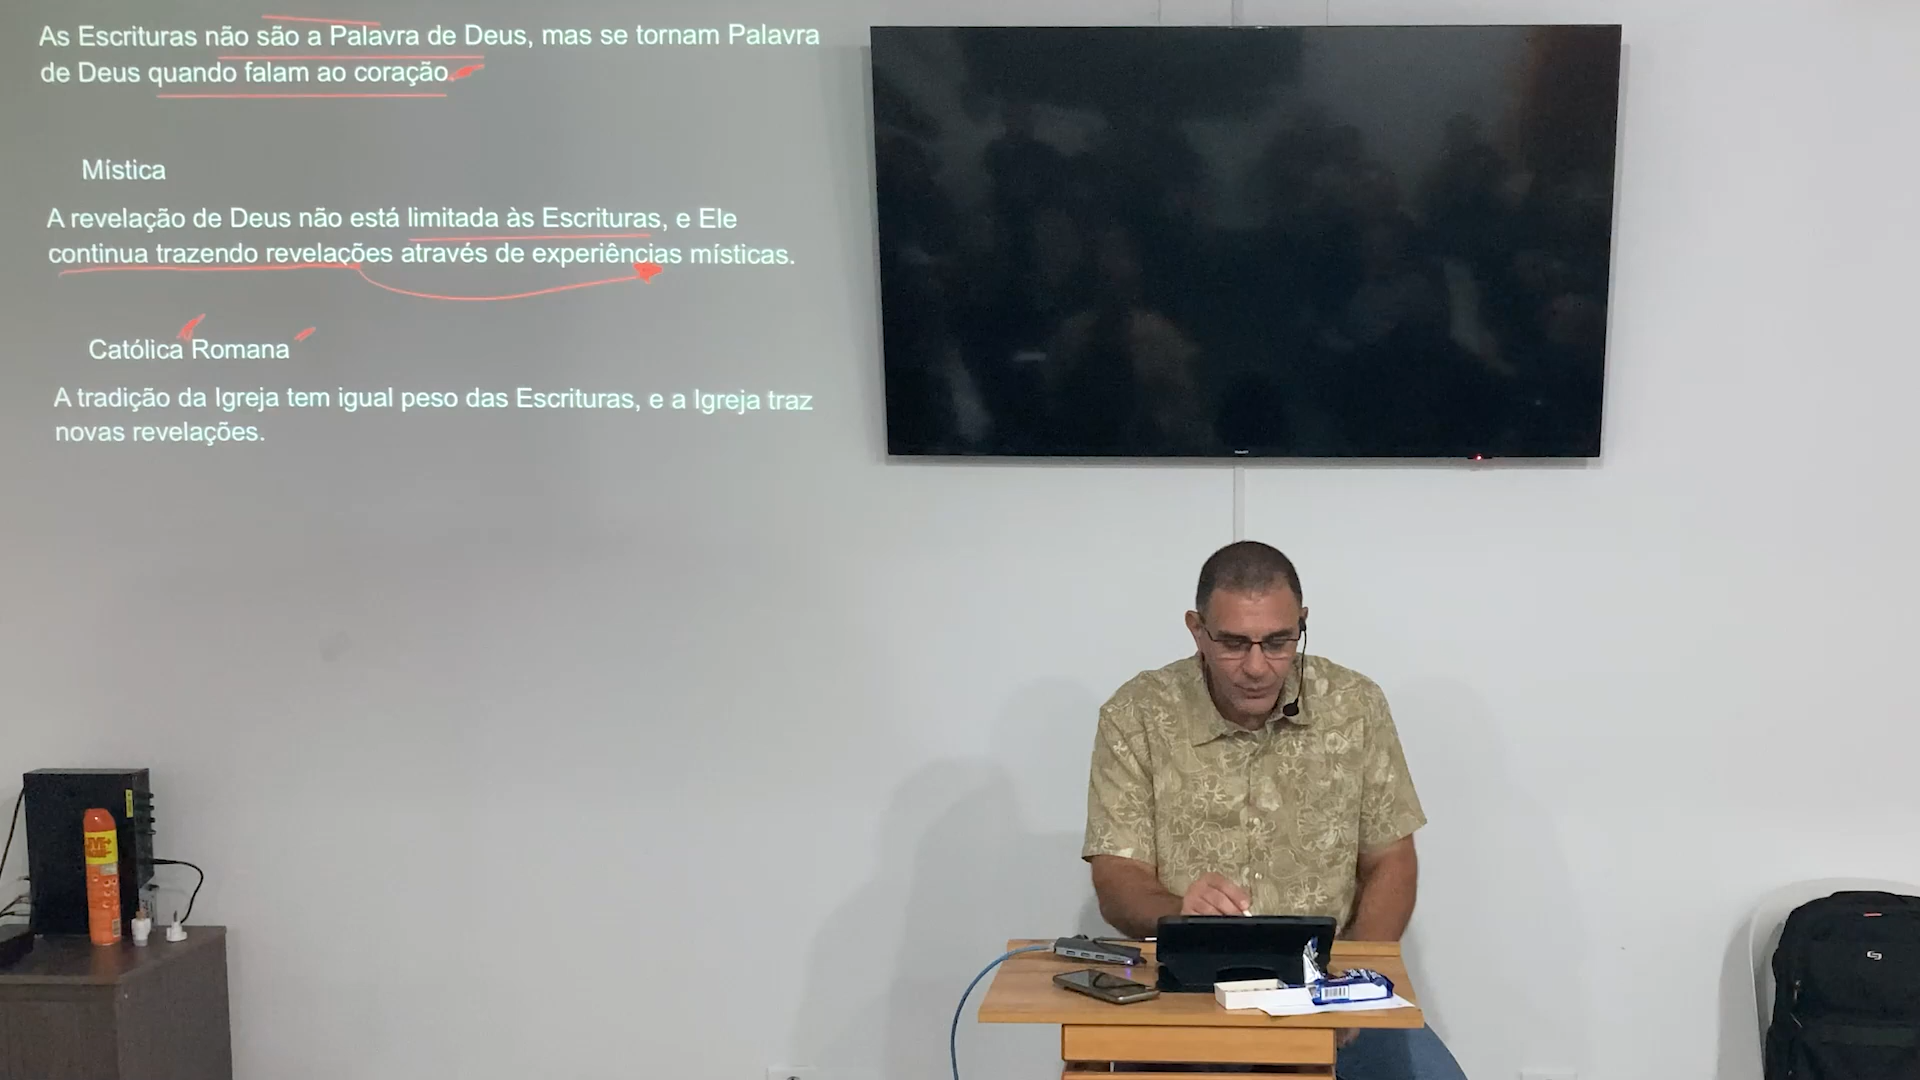 As Escrituras não são a Palavra de Deus, mas se tornam Palavra
de Deus quando falam ao coração.
Mística
A revelação de Deus não está limitada às Escrituras, e Ele
continua trazendo revelações através de experiências místicas.
Católica Romana
A tradição da Igreja tem igual peso das Escrituras, e a Igreja traz
novas revelações.